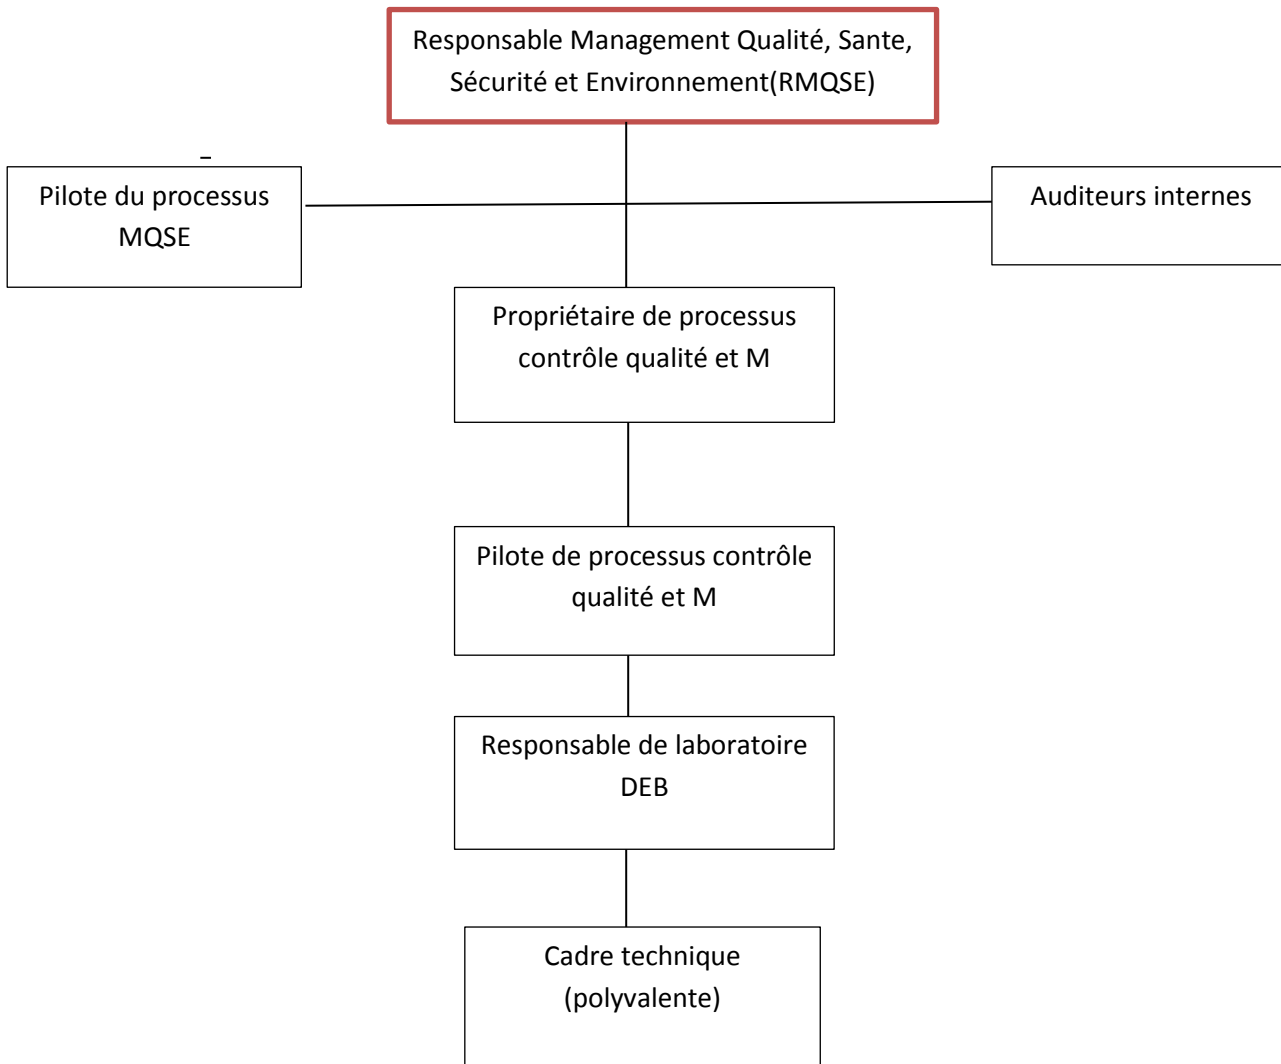 Responsable Management Qualité, Sante,
Sécurité et Environnement(RMQSE)
–
Pilote du processus
MQSE
Auditeurs internes
Propriétaire de processus
contrôle qualité et M
Pilote de processus contrôle
qualité et M
Responsable de laboratoire
DEB
Cadre technique
(polyvalente)